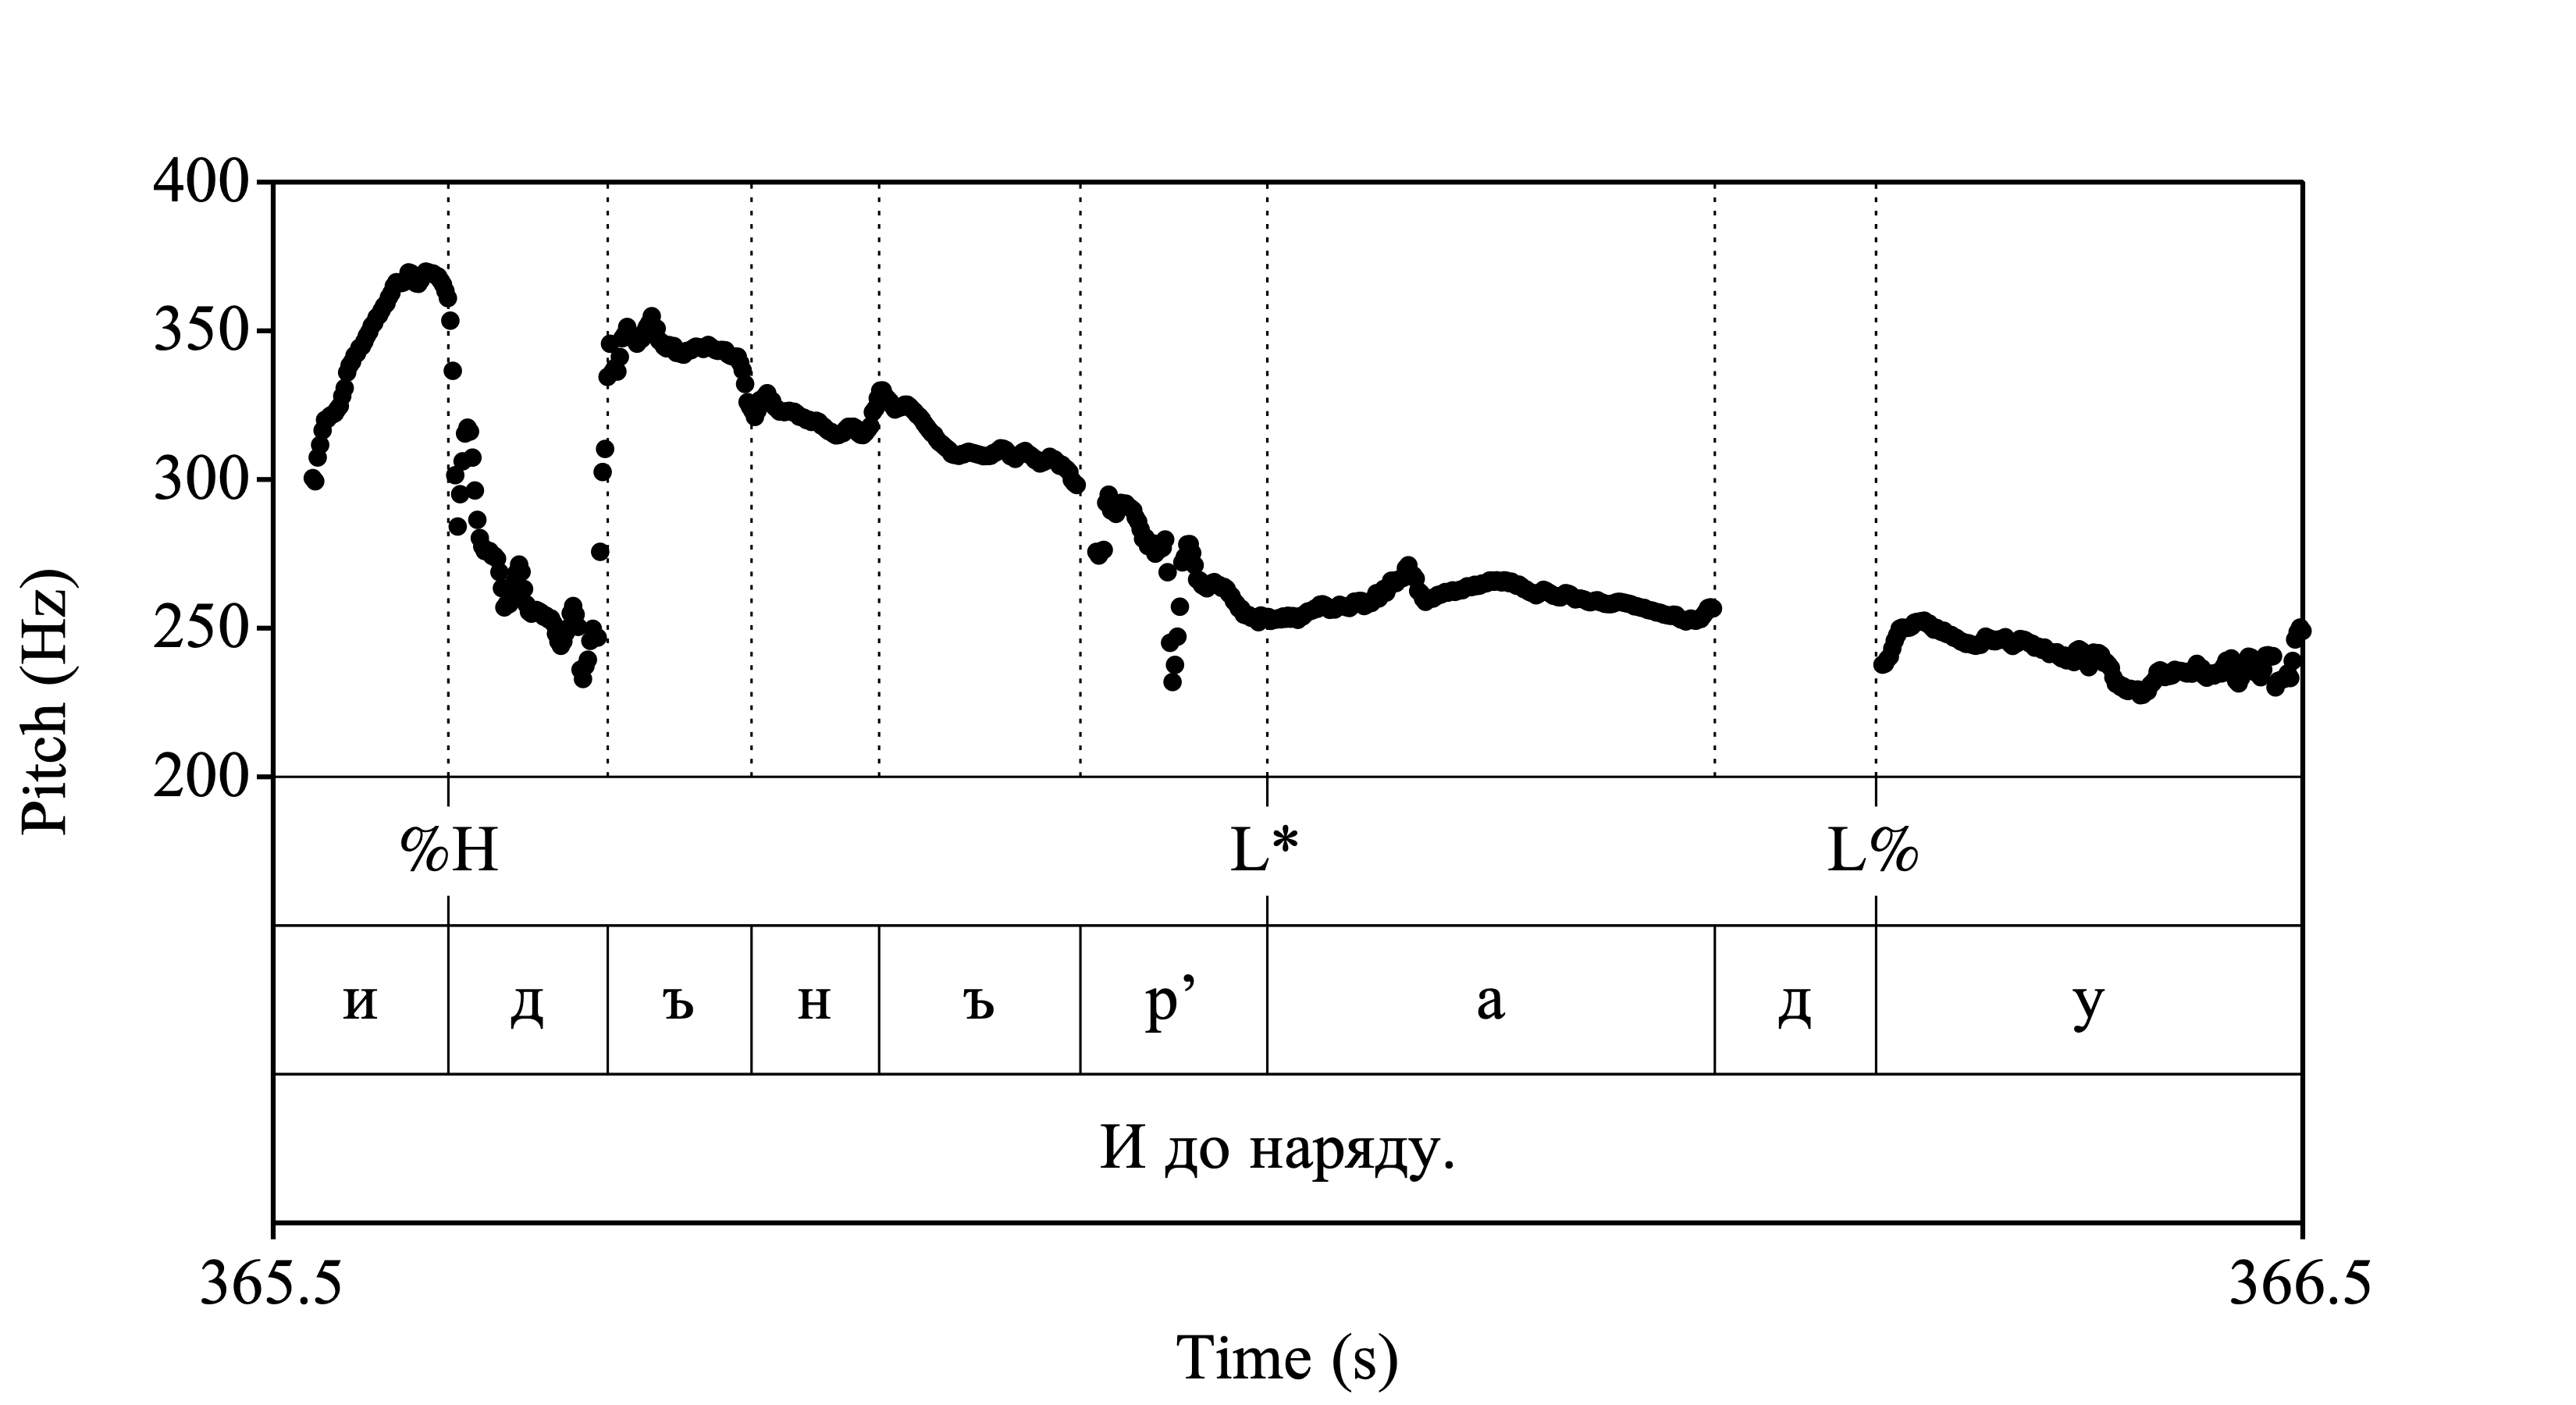 400
350
300
250
200
Pitch (Hz)
%H L* L%
и д ъ н ъ р’ а д у
И до наряду.
365.5 366.5
Time (s)